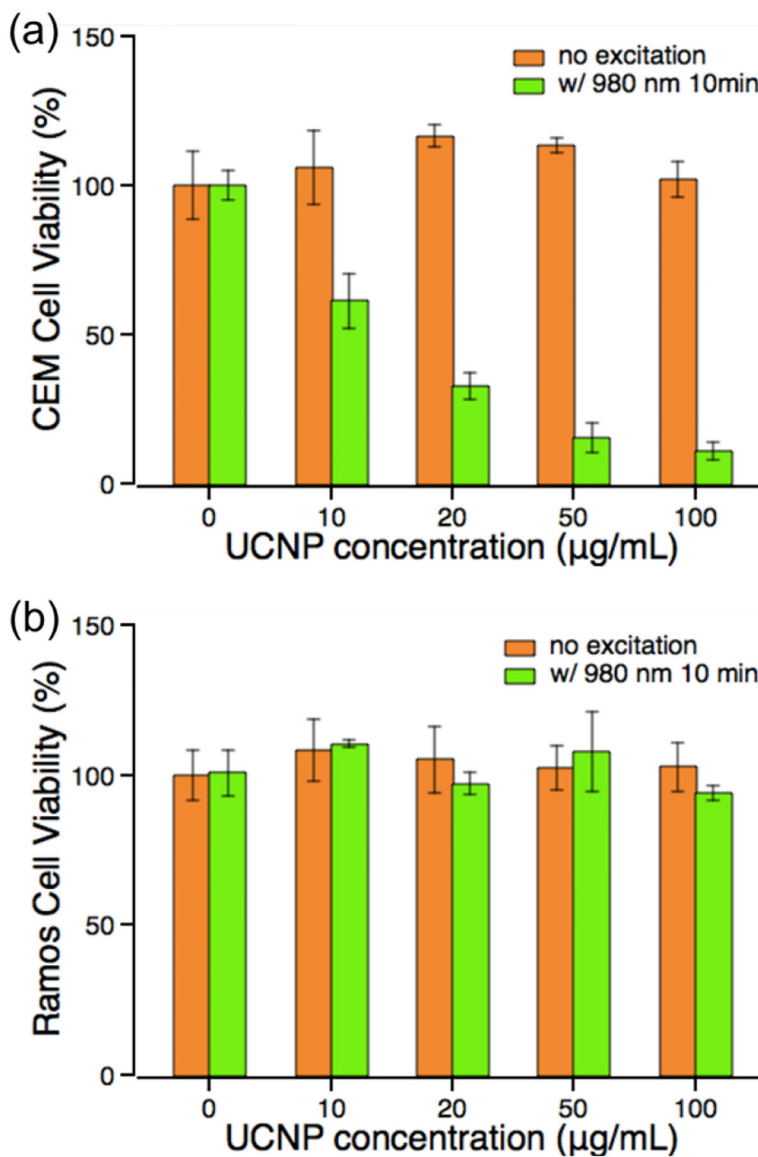 (a)
150
100
50
0
CEM Cell Viability (%)
no excitation
w/ 980 nm 10min
0 10 20 50 100
UCNP concentration (μg/mL)
(b)
150
100
50
0
Ramos Cell Viability (%)
no excitation
w/ 980 nm 10 min
0 10 20 50 100
UCNP concentration (μg/mL)